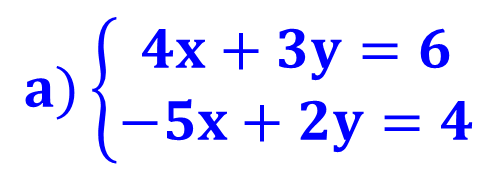 a) { 4x + 3y = 6
−5x + 2y = 4